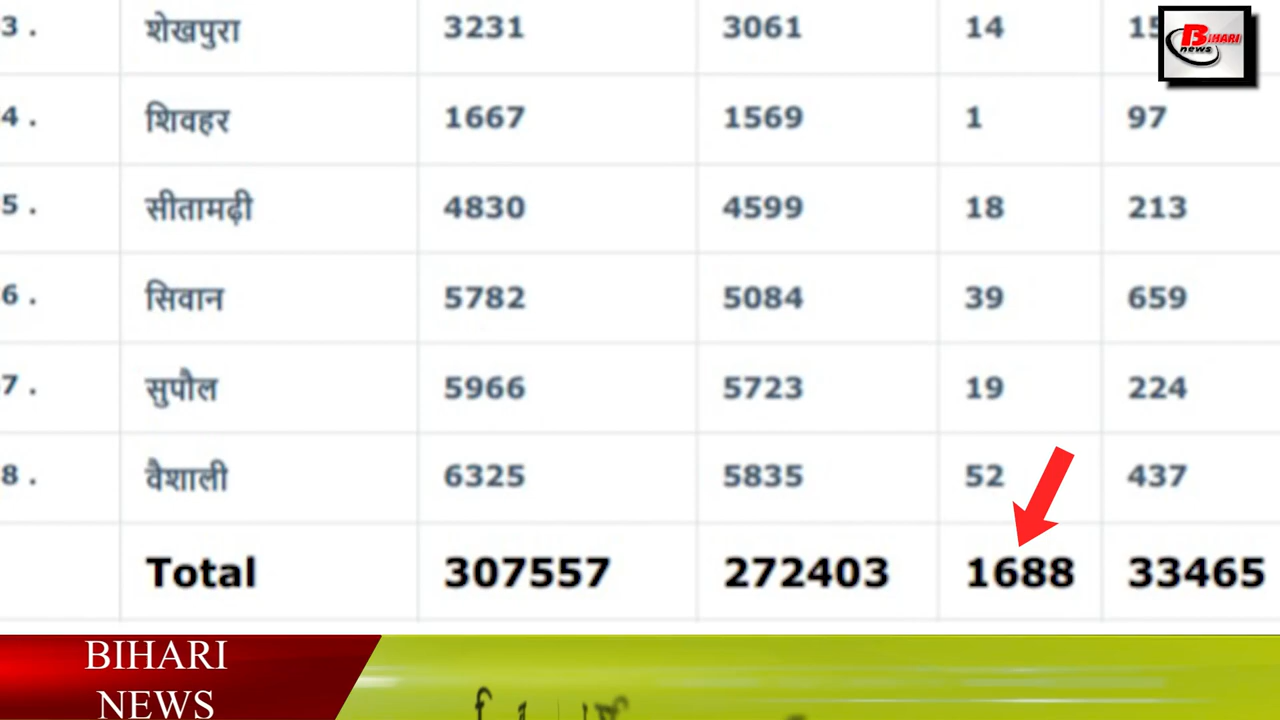 3 . शेखपुरा 3231 3061 14
BIHARI
news
4 . शिवहर 1667 1569 1 97
5 . सीतामढ़ी 4830 4599 18 213
6 . सिवान 5782 5084 39 659
7 . सुपौल 5966 5723 19 224
8 . वैशाली 6325 5835 52 437
Total 307557 272403 1688 33465
BIHARI
NEWS